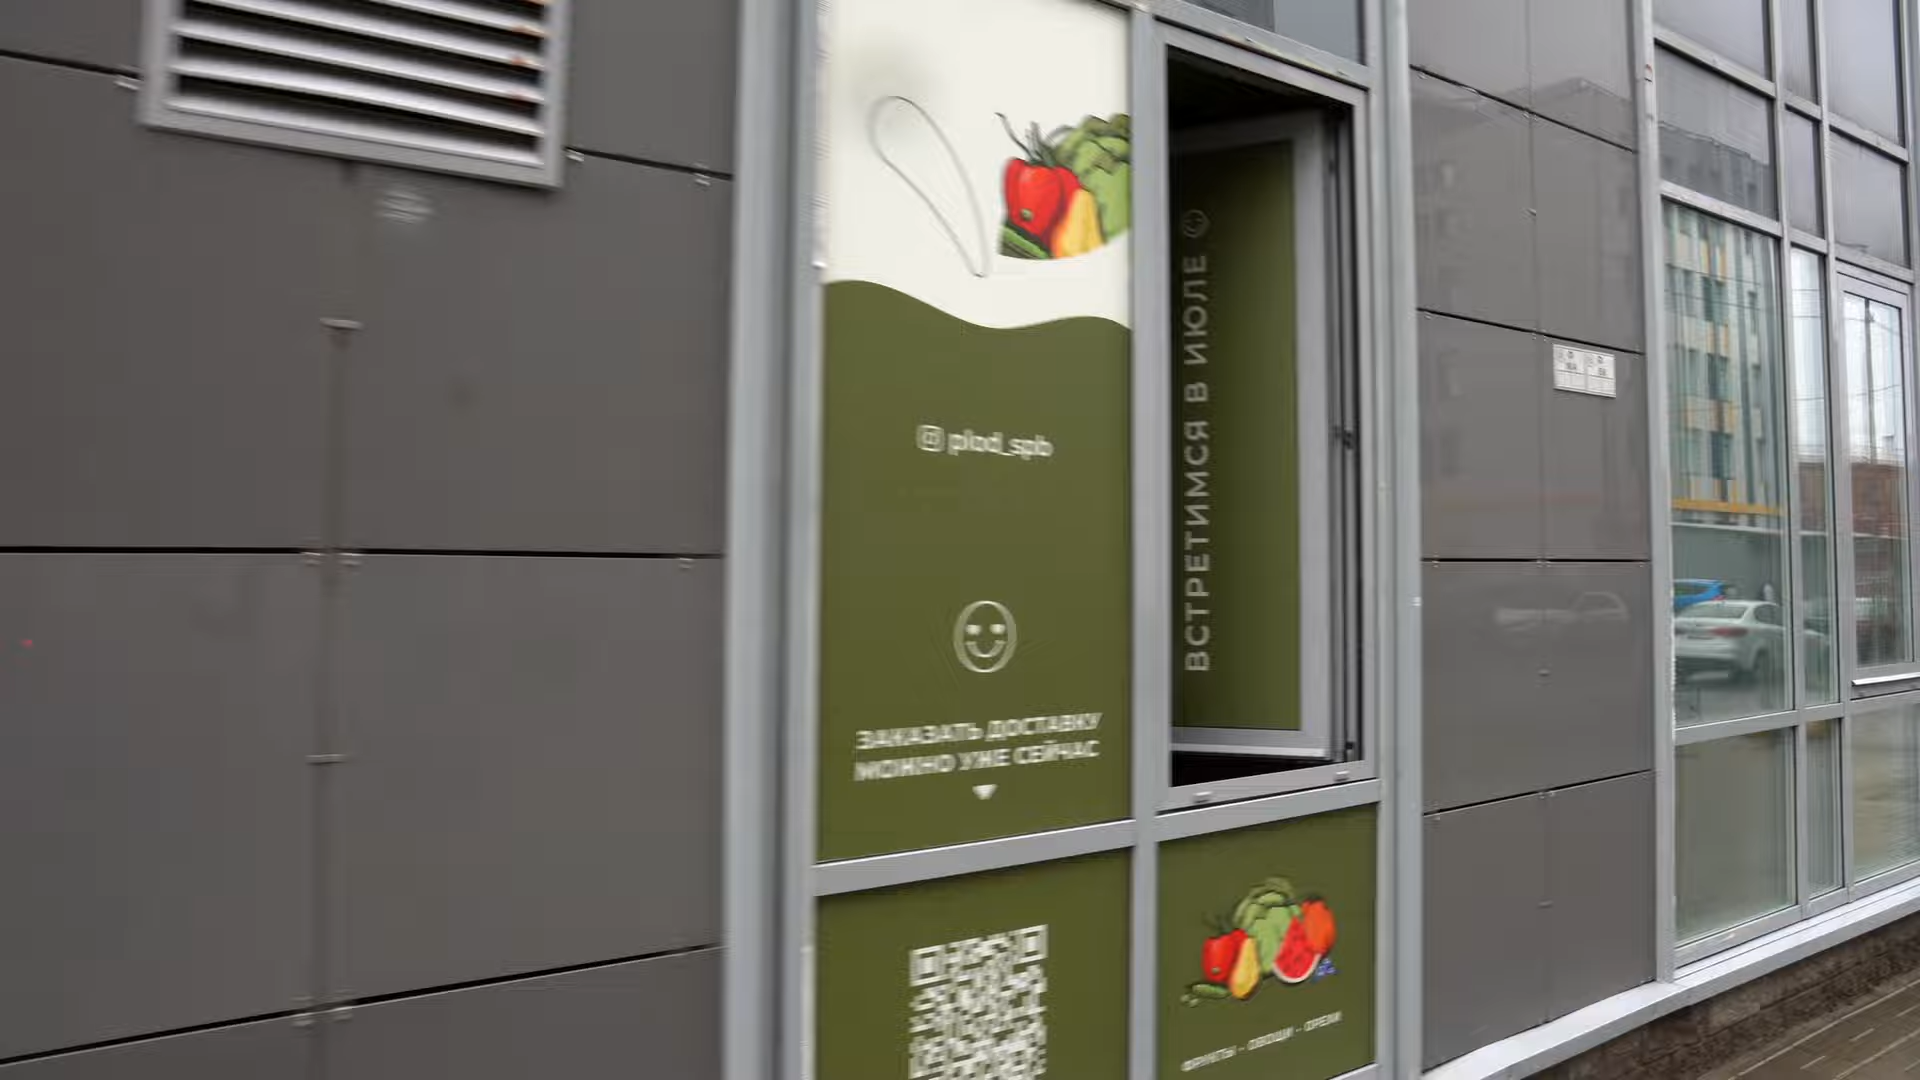 plod_spb
ЗАКАЗАТЬ ДОСТАВКУ
МОЖНО УЖЕ СЕЙЧАС
ВСТРЕТИМСЯ В ИЮЛЕ
ФРУКТЫ - ОВОЩИ - ОРЕХИ